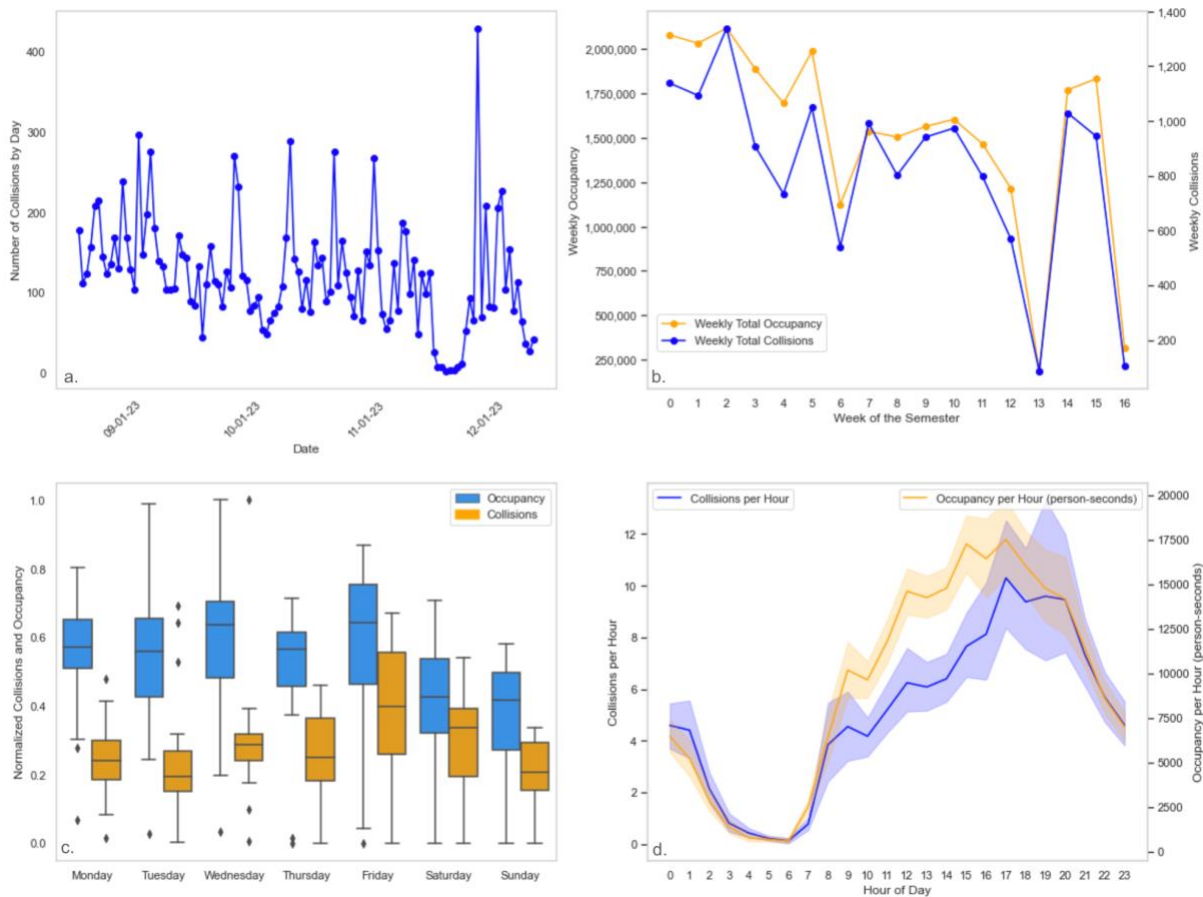 400
300
200
100
0
Number of Collisions by Day
a.
09-01-23
10-01-23
11-01-23
12-01-23
Date
2,000,000
1,750,000
1,500,000
1,250,000
1,000,000
750,000
500,000
250,000
Weekly Occupancy
1,400
1,200
1,000
800
600
400
200
Weekly Collisions
Weekly Total Occupancy
Weekly Total Collisions
b.
0 1 2 3 4 5 6 7 8 9 10 11 12 13 14 15 16
Week of the Semester
1.0
0.8
0.6
0.4
0.2
0.0
Normalized Collisions and Occupancy
Occupancy
Collisions
c.
Monday Tuesday Wednesday Thursday Friday Saturday Sunday
12
10
8
6
4
2
0
Collisions per Hour
Collisions per Hour
Occupancy per Hour (person-seconds)
20000
17500
15000
12500
10000
7500
5000
2500
0
Occupancy per Hour (person-seconds)
d.
0 1 2 3 4 5 6 7 8 9 10 11 12 13 14 15 16 17 18 19 20 21 22 23
Hour of Day